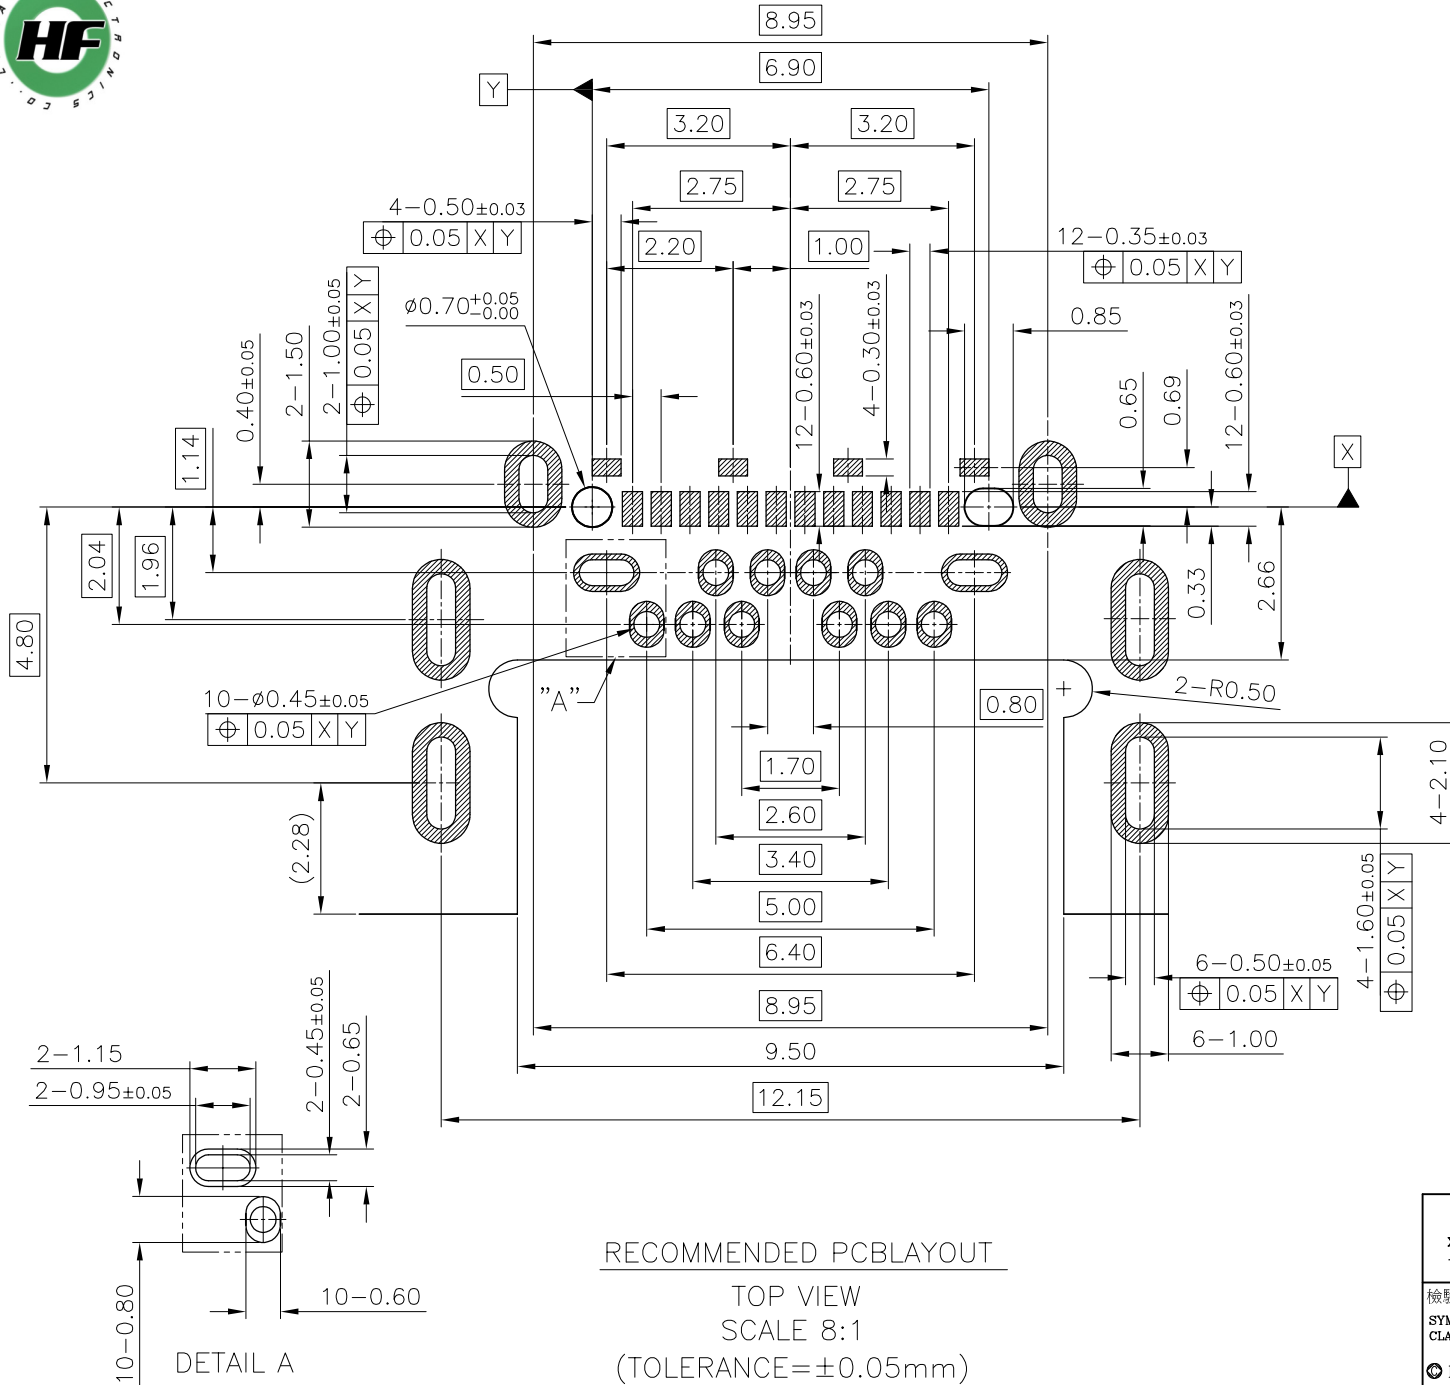 HF
8.95
6.90
Y
3.20
3.20
2.75
2.75
4-0.50±0.03
⌖ 0.05 X Y
2.20
1.00
12-0.35±0.03
⌖ 0.05 X Y
2-1.00±0.05
⌖ 0.05 X Y
ø0.70+0.05
-0.00
0.85
0.50
2-1.50
0.40±0.05
1.14
12-0.60±0.03
4-0.30±0.03
0.65
0.69
12-0.60±0.03
X
2.04
1.96
4.80
0.33
2.66
10-ø0.45±0.05
⌖ 0.05 X Y
"A"
0.80
2-R0.50
1.70
2.60
3.40
5.00
6.40
8.95
9.50
12.15
(2.28)
4-2.10
4-1.60±0.05
⌖ 0.05 X Y
6-0.50±0.05
⌖ 0.05 X Y
6-1.00
2-1.15
2-0.95±0.05
2-0.45±0.05
2-0.65
10-0.80
10-0.60
DETAIL A
RECOMMENDED PCBLAYOUT
TOP VIEW
SCALE 8:1
(TOLERANCE=±0.05mm)